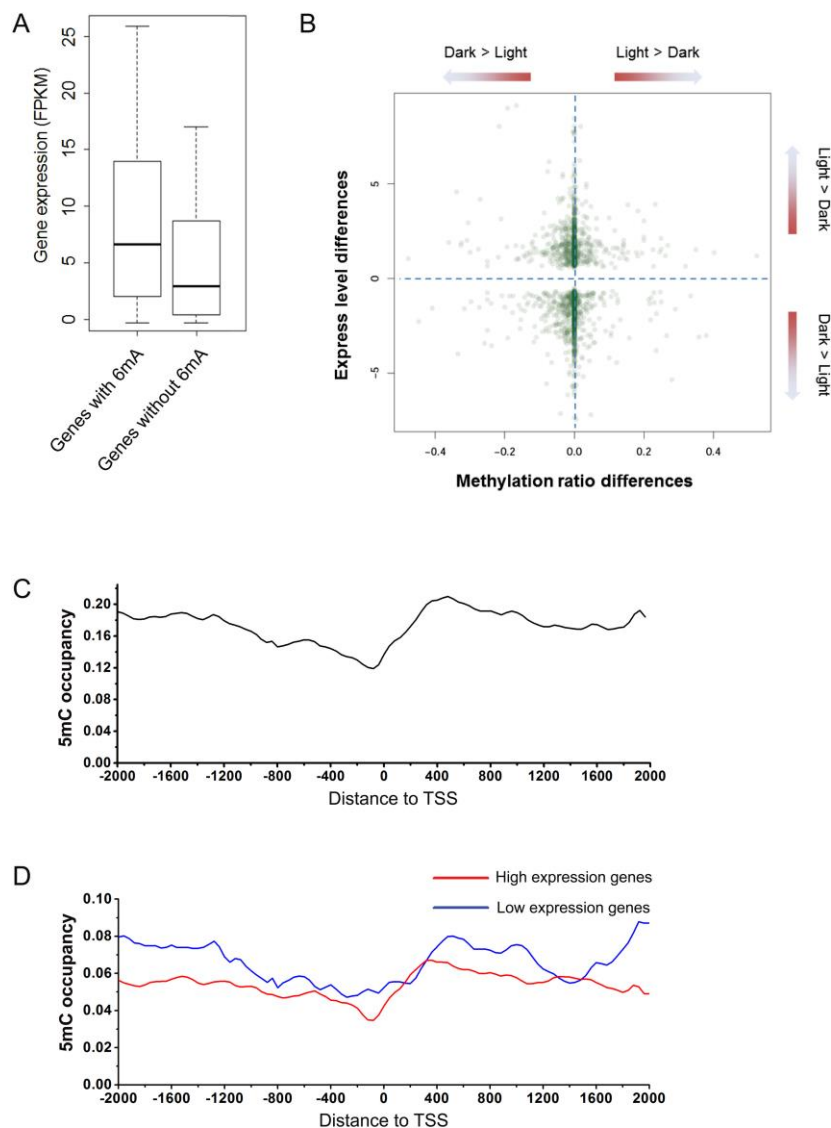 A
Gene expression (FPKM)
25
20
15
10
5
0
Genes with 6mA
Genes without 6mA
B
Dark > Light
Light > Dark
Express level differences
5
0
−5
Light > Dark
Dark > Light
−0.4
−0.2
0.0
0.2
0.4
Methylation ratio differences
C
5mC occupancy
0.20
0.16
0.12
0.08
0.04
0.00
-2000 -1600 -1200 -800 -400 0 400 800 1200 1600 2000
Distance to TSS
D
High expression genes
Low expression genes
5mC occupancy
0.10
0.08
0.06
0.04
0.02
0.00
-2000 -1600 -1200 -800 -400 0 400 800 1200 1600 2000
Distance to TSS